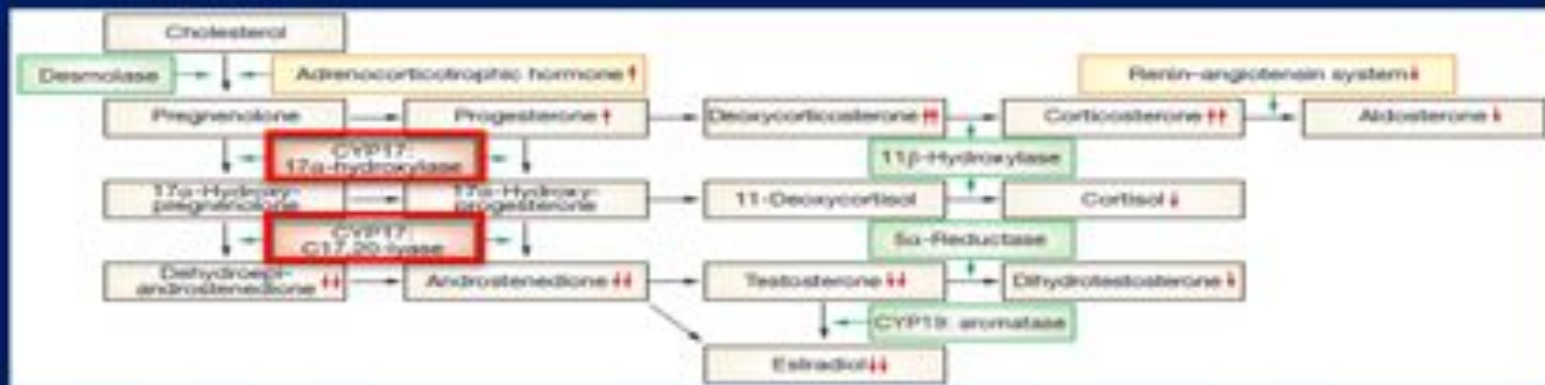 Cholesterol
Desmolase
Adrenocorticotrophic hormone ↑
Renin-angiotensin system↓
Pregnenolone
Progesterone ↑
Deoxycorticosterone ↑↑
Corticosterone ↑↑
Aldosterone ↓
CYP17:
17α-hydroxylase
11β-Hydroxylase
17α-Hydroxy-
pregnenolone
17α-Hydroxy-
progesterone
11-Deoxycortisol
Cortisol ↓
CYP17:
C17,20-lyase
5α-Reductase
Dehydroepi-
androstenedione ↓↓
Androstenedione ↓↓
Testosterone ↓↓
Dihydrotestosterone ↓
CYP19: aromatase
Estradiol ↓↓